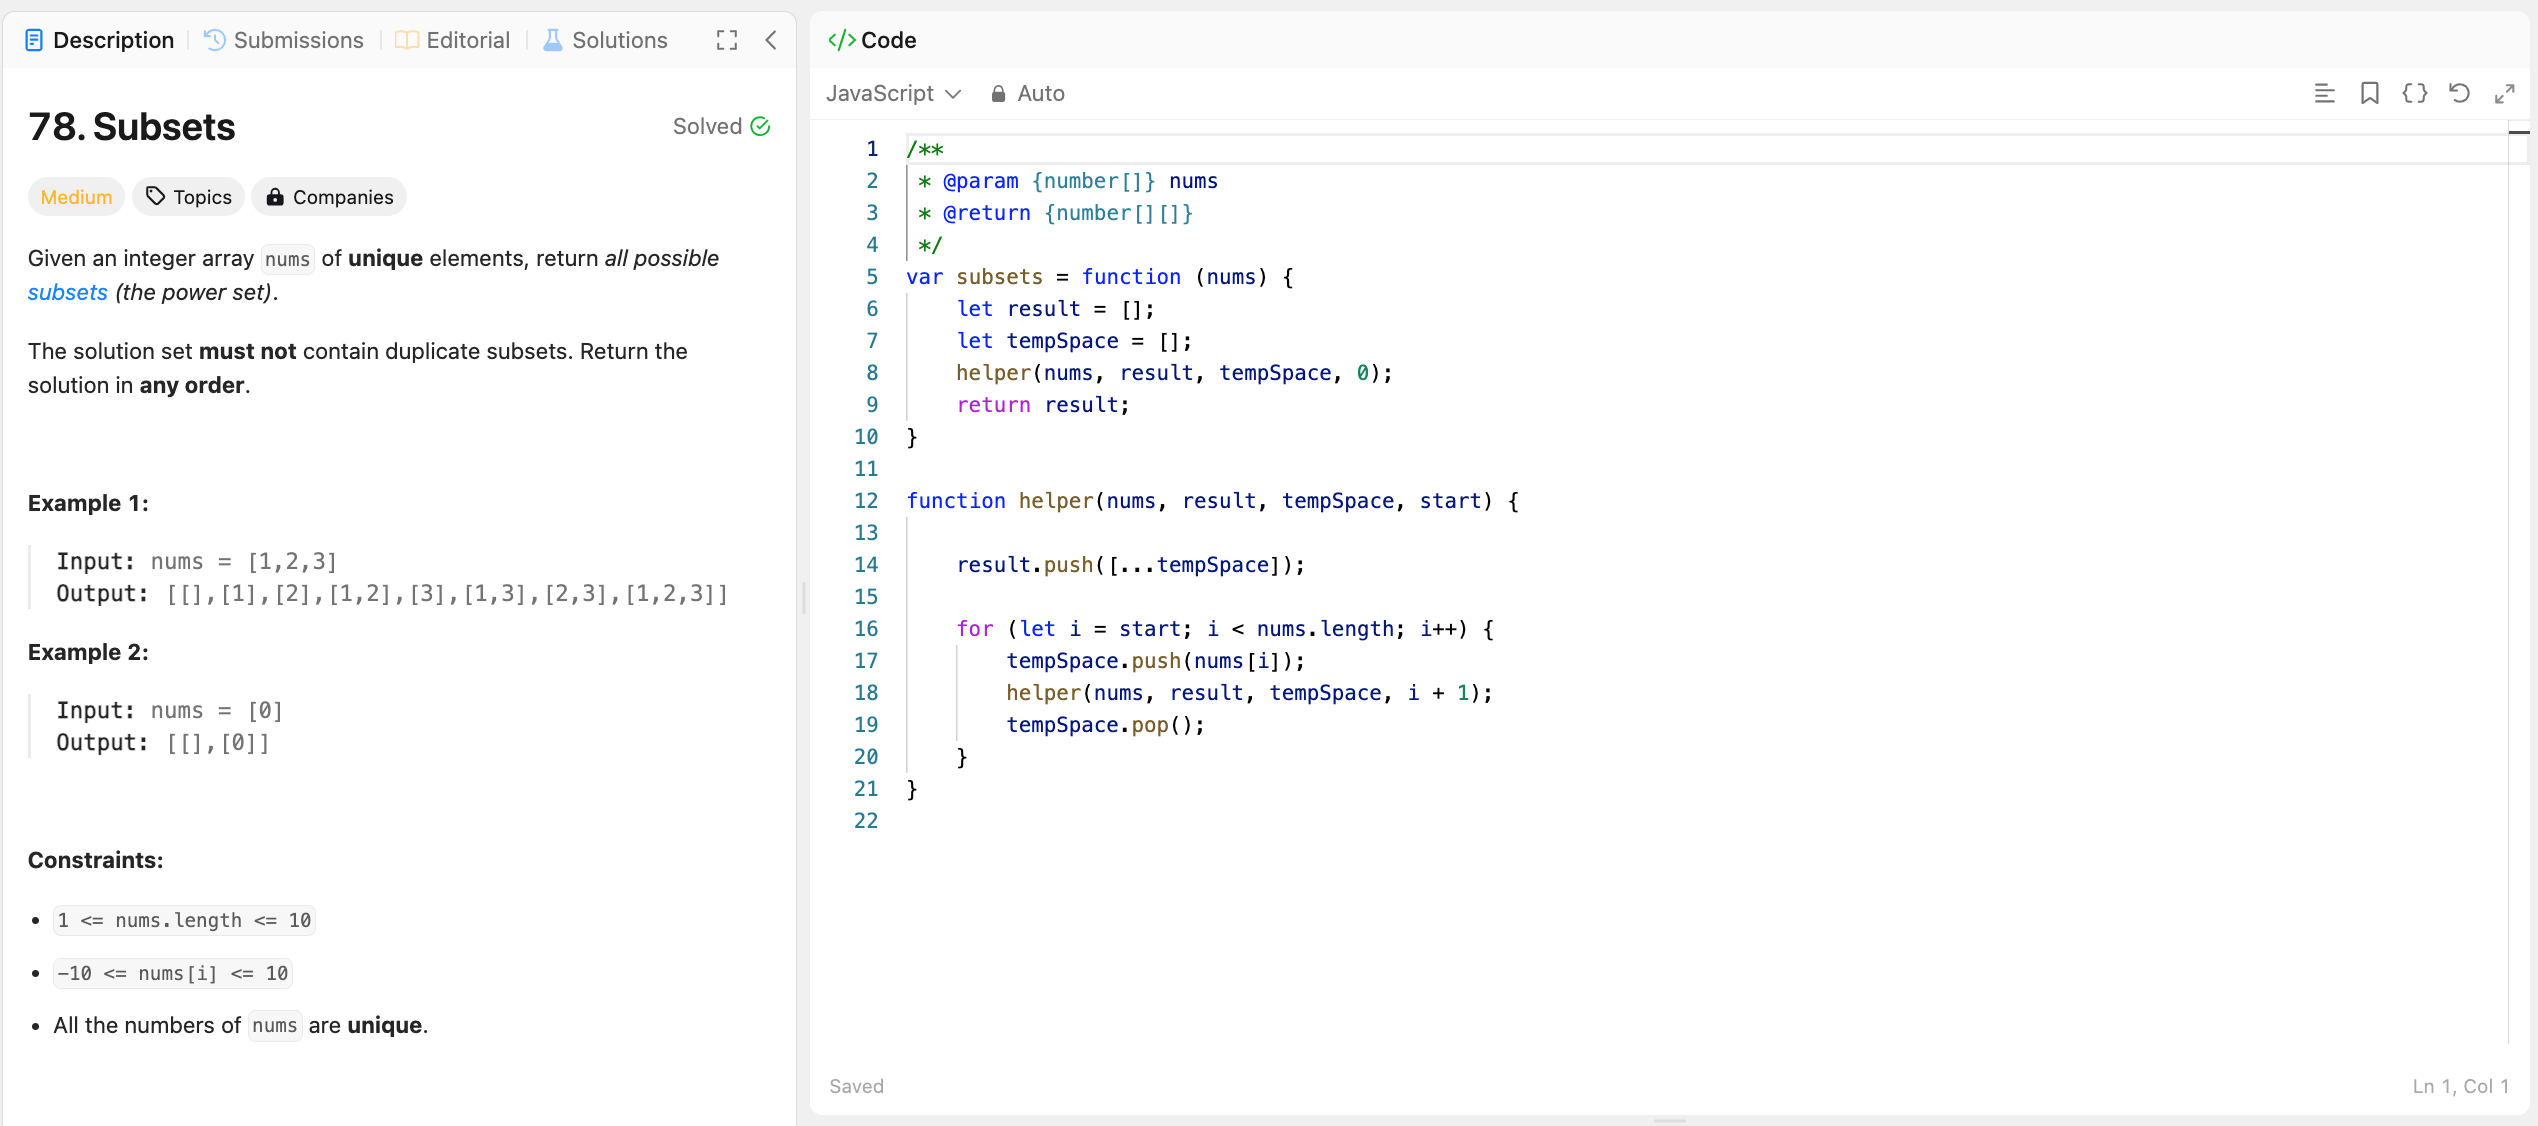 Description
Submissions
Editorial
Solutions
78. Subsets
Solved
Medium
Topics
Companies
Given an integer array nums of unique elements, return all possible
subsets (the power set).
The solution set must not contain duplicate subsets. Return the
solution in any order.
Example 1:
Input: nums = [1,2,3]
Output: [[],[1],[2],[1,2],[3],[1,3],[2,3],[1,2,3]]
Example 2:
Input: nums = [0]
Output: [[],[0]]
Constraints:
• 1 <= nums.length <= 10
• -10 <= nums[i] <= 10
• All the numbers of nums are unique.
</> Code
JavaScript
Auto
1 /**
2  * @param {number[]} nums
3  * @return {number[][]}
4  */
5 var subsets = function (nums) {
6     let result = [];
7     let tempSpace = [];
8     helper(nums, result, tempSpace, 0);
9     return result;
10 }
11
12 function helper(nums, result, tempSpace, start) {
13
14     result.push([...tempSpace]);
15
16     for (let i = start; i < nums.length; i++) {
17         tempSpace.push(nums[i]);
18         helper(nums, result, tempSpace, i + 1);
19         tempSpace.pop();
20     }
21 }
22
Saved
Ln 1, Col 1